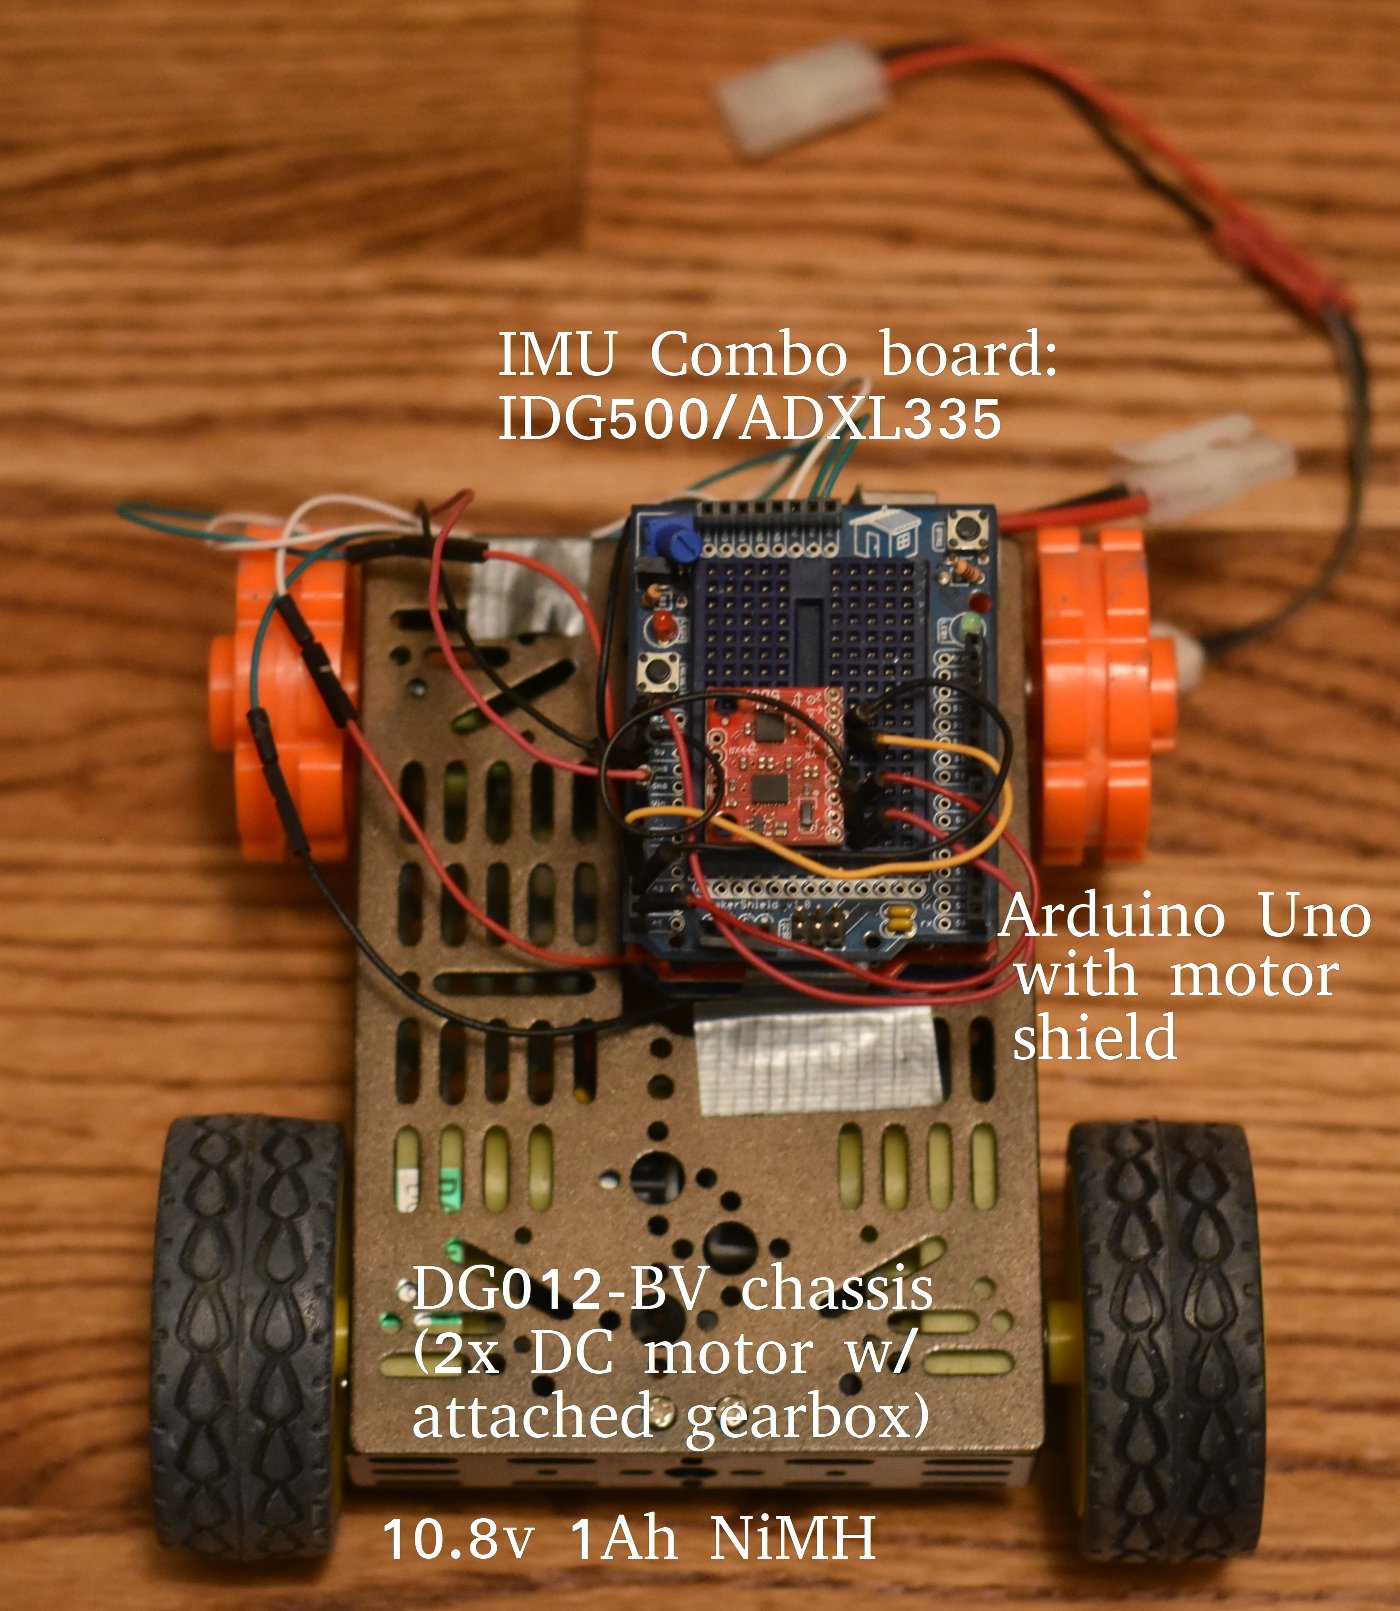 IMU Combo board:
IDG500/ADXL335
Arduino Uno
with motor
shield
DG012-BV chassis
(2x DC motor w/
attached gearbox)
10.8v 1Ah NiMH